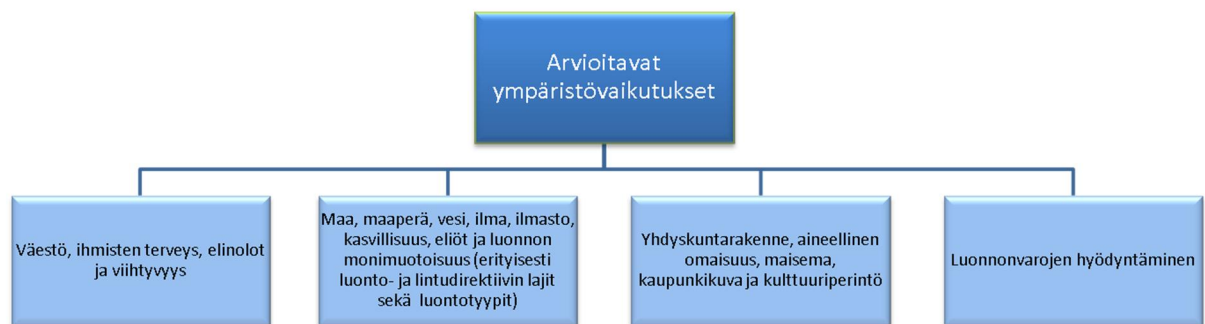 Arvioitavat
ympäristövaikutukset
Väestö, ihmisten terveys, elinolot
ja viihtyvyys
Maa, maaperä, vesi, ilma, ilmasto,
kasvillisuus, eliöt ja luonnon
monimuotoisuus (erityisesti
luonto- ja lintudirektiivin lajit
sekä luontotyypit)
Yhdyskuntarakenne, aineellinen
omaisuus, maisema,
kaupunkikuva ja kulttuuriperintö
Luonnonvarojen hyödyntäminen